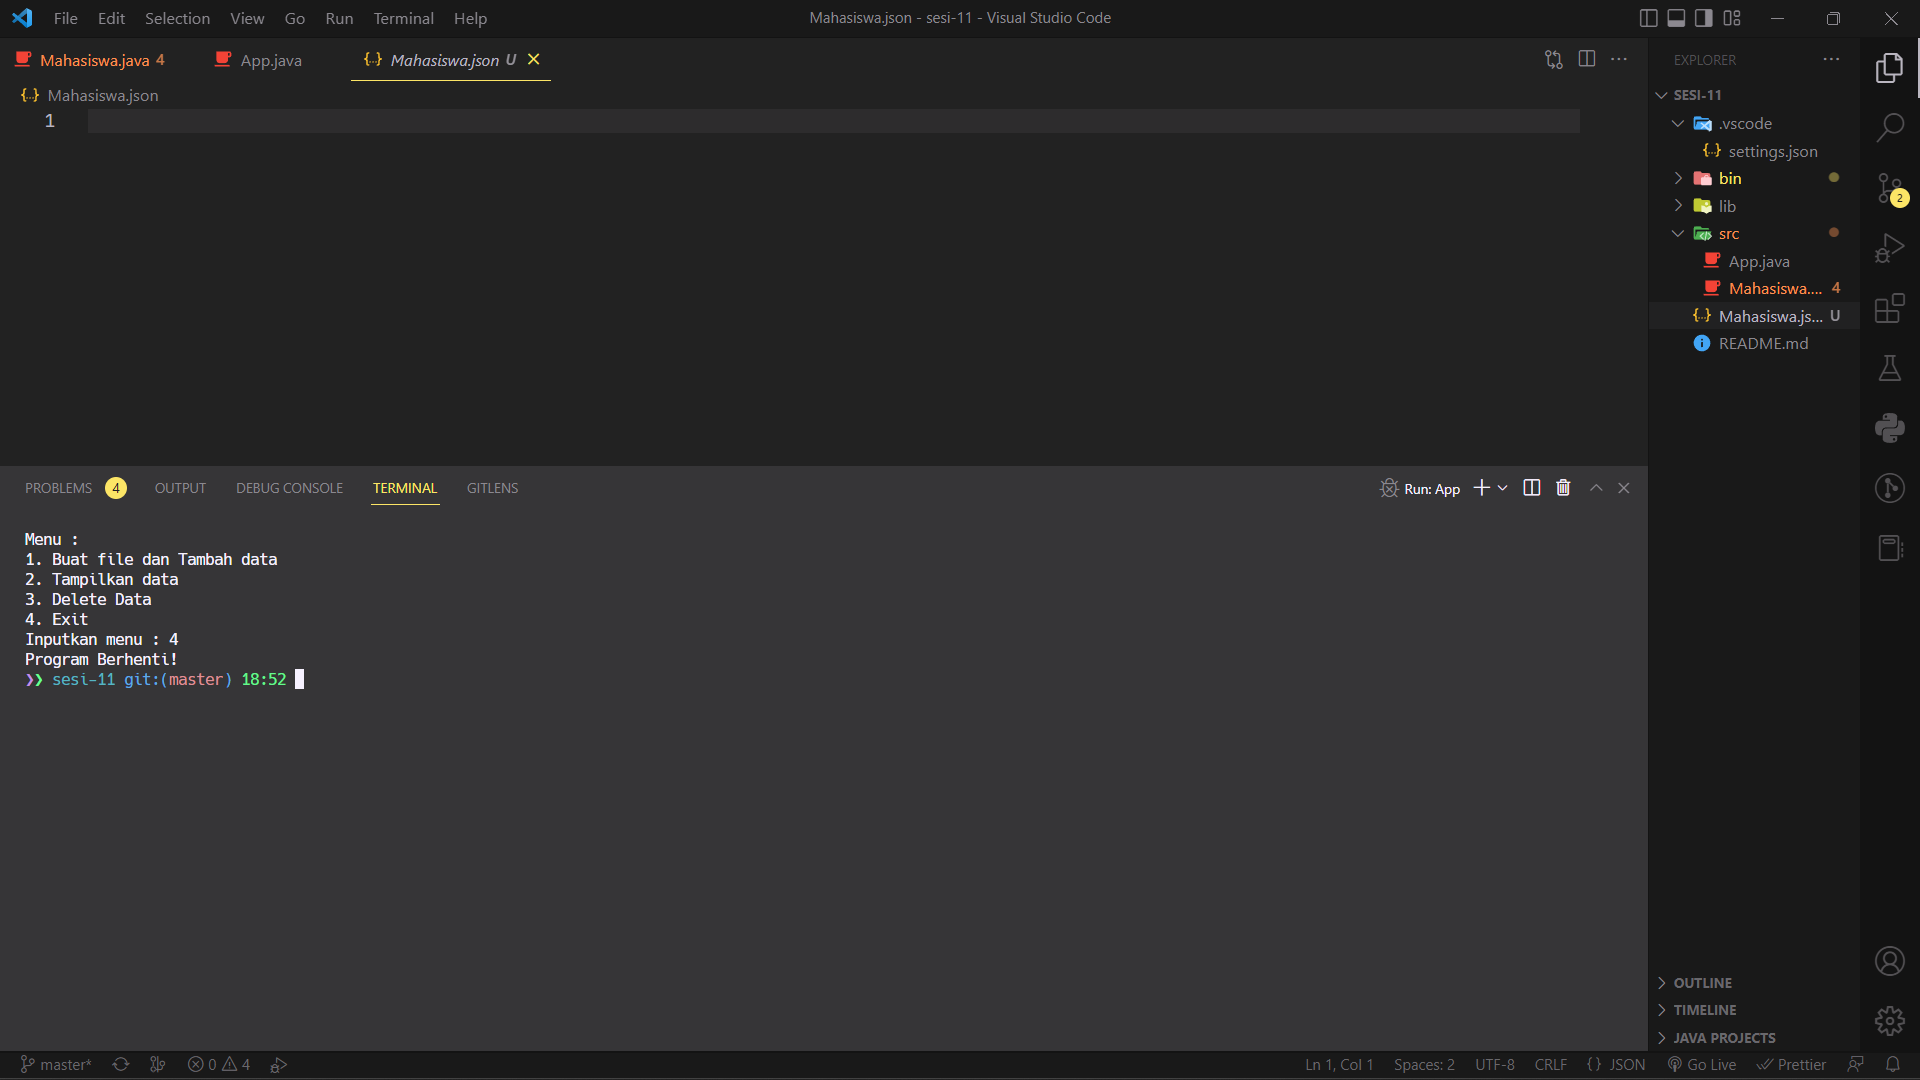 File Edit Selection View Go Run Terminal Help
Mahasiswa.json - sesi-11 - Visual Studio Code
Mahasiswa.java 4
App.java
{..} Mahasiswa.json U
{..} Mahasiswa.json
1
PROBLEMS 4 OUTPUT DEBUG CONSOLE TERMINAL GITLENS
Run: App
Menu :
1. Buat file dan Tambah data
2. Tampilkan data
3. Delete Data
4. Exit
Inputkan menu : 4
Program Berhenti!
❯❯ sesi-11 git:(master) 18:52
EXPLORER
SESI-11
.vscode
{..} settings.json
bin
lib
src
App.java
Mahasiswa.... 4
{..} Mahasiswa.js... U
README.md
OUTLINE
TIMELINE
JAVA PROJECTS
2
master* 0 4
Ln 1, Col 1 Spaces: 2 UTF-8 CRLF {} JSON Go Live Prettier